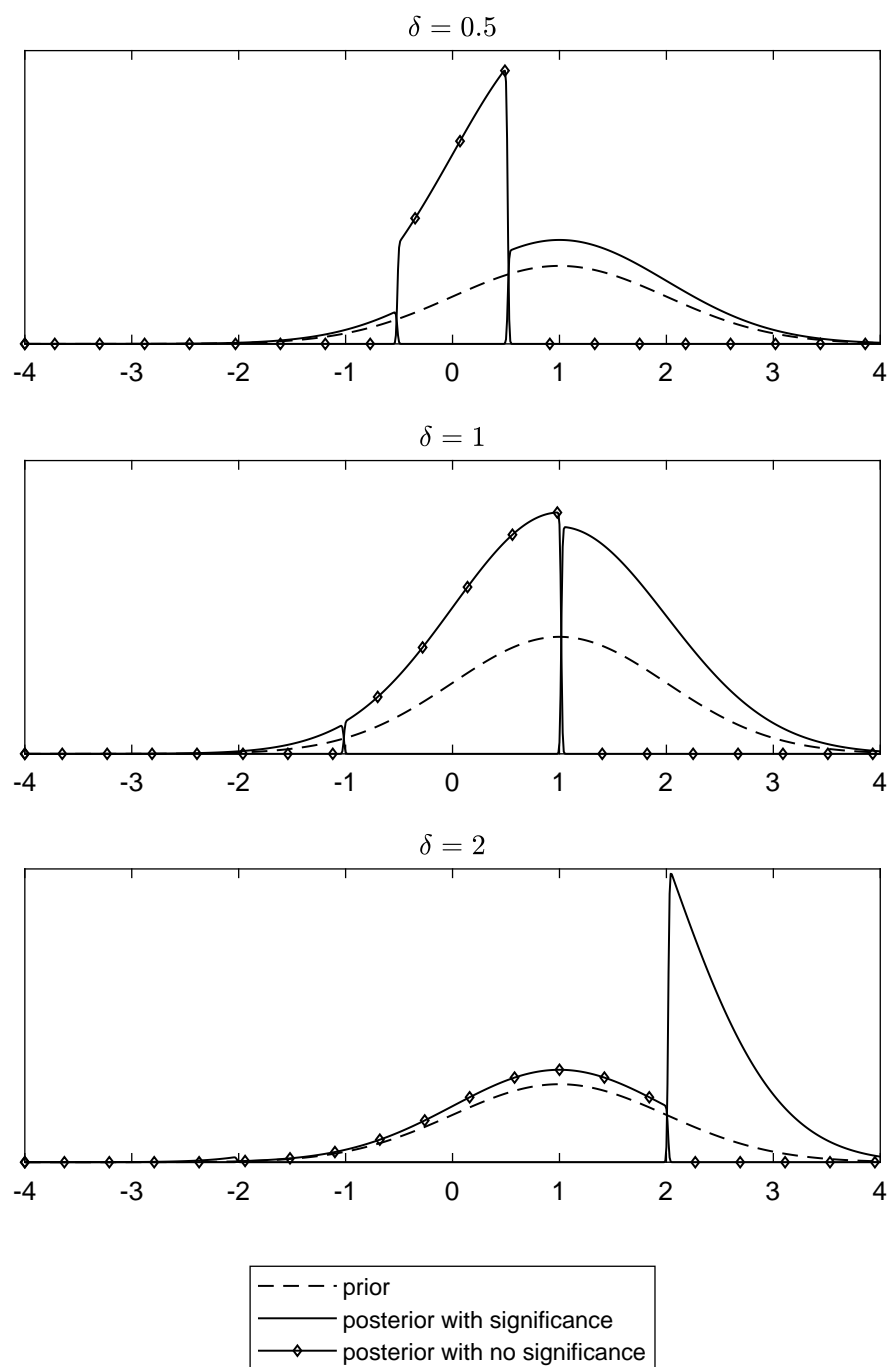 δ = 0.5
-4 -3 -2 -1 0 1 2 3 4
δ = 1
-4 -3 -2 -1 0 1 2 3 4
δ = 2
-4 -3 -2 -1 0 1 2 3 4
prior
posterior with significance
posterior with no significance